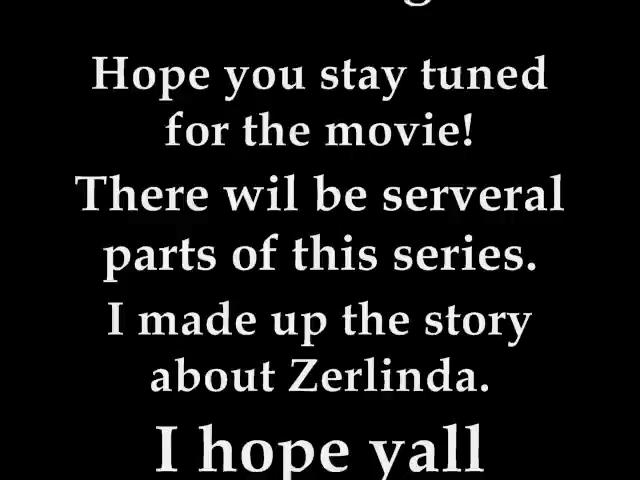 Hope you stay tuned
for the movie!
There wil be serveral
parts of this series.
I made up the story
about Zerlinda.
I hope yall